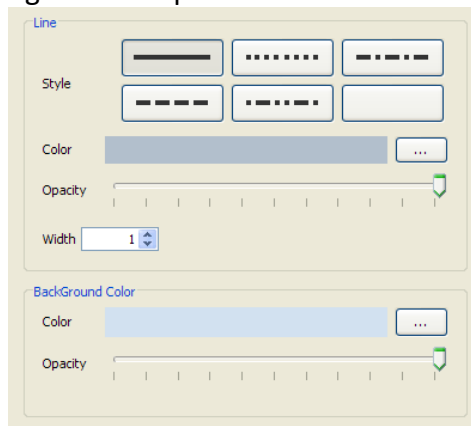 Line
Style
Color
...
Opacity
Width 1
BackGround Color
Color
...
Opacity